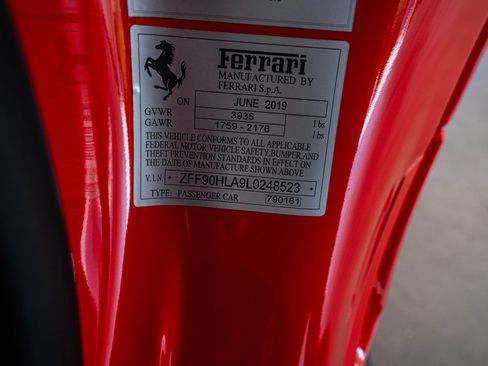 Ferrari
MANUFACTURED BY
FERRARI S.p.A.
ON JUNE 2019
GVWR 3935 lbs
GAWR 1759 - 2176 lbs
THIS VEHICLE CONFORMS TO ALL APPLICABLE
FEDERAL MOTOR VEHICLE SAFETY, BUMPER, AND
THEFT PREVENTION STANDARDS IN EFFECT ON
THE DATE OF MANUFACTURE SHOWN ABOVE
V.I.N. * ZFF90HLA9L0248523 *
TYPE: PASSENGER CAR 790161